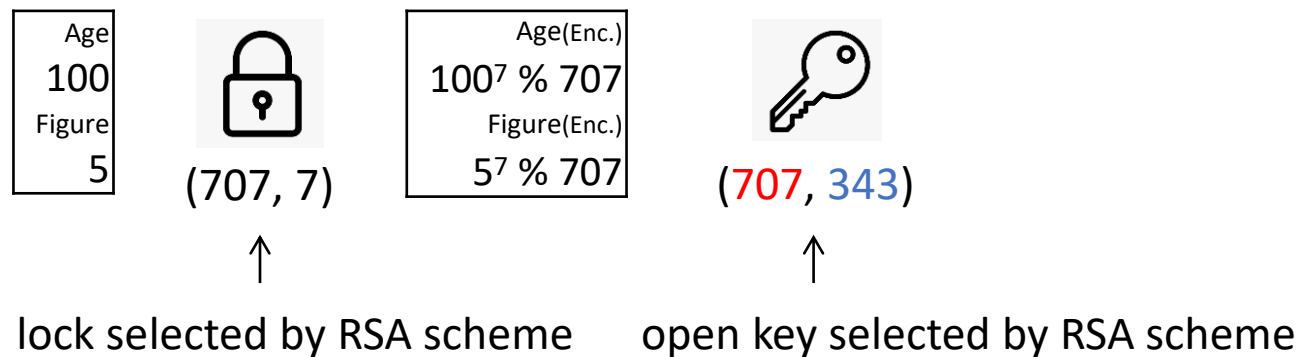 Age
100
Figure
5
(707, 7)
Age(Enc.)
100⁷ % 707
Figure(Enc.)
5⁷ % 707
(707, 343)
lock selected by RSA scheme
open key selected by RSA scheme